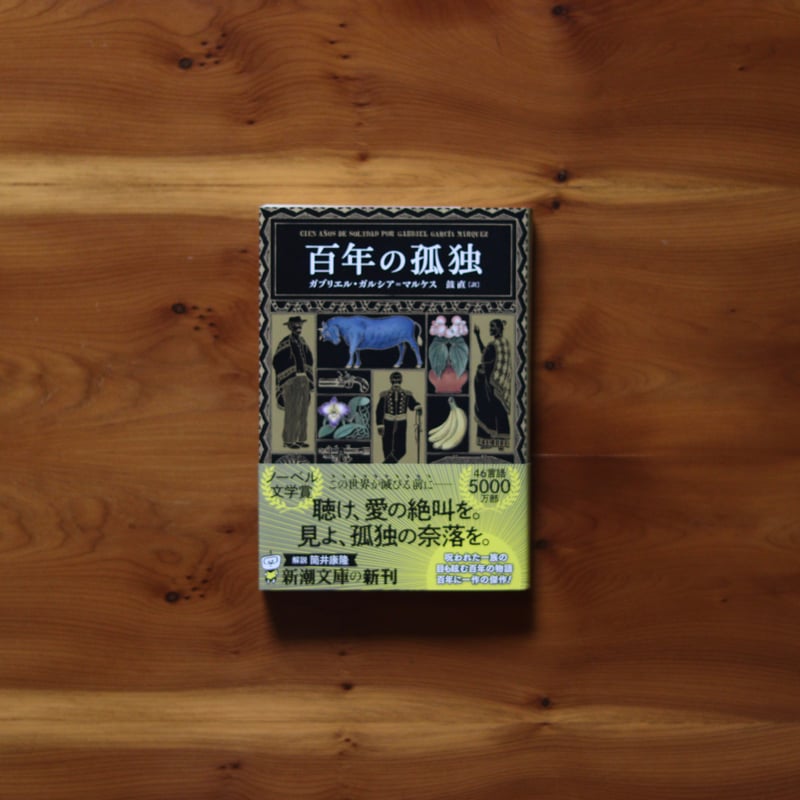 CIEN AÑOS DE SOLEDAD POR GABRIEL GARCÍA MÁRQUEZ
百年の孤独
ガブリエル・ガルシア=マルケス 鼓 直[訳]
ノーベル
文学賞
この世界が滅びる前に――
46言語
5000
万部
聴け、愛の絶叫を。
見よ、孤独の奈落を。
解説 筒井康隆
新潮文庫の新刊
呪われた一族の
目も眩む百年の物語
百年に一作の傑作!